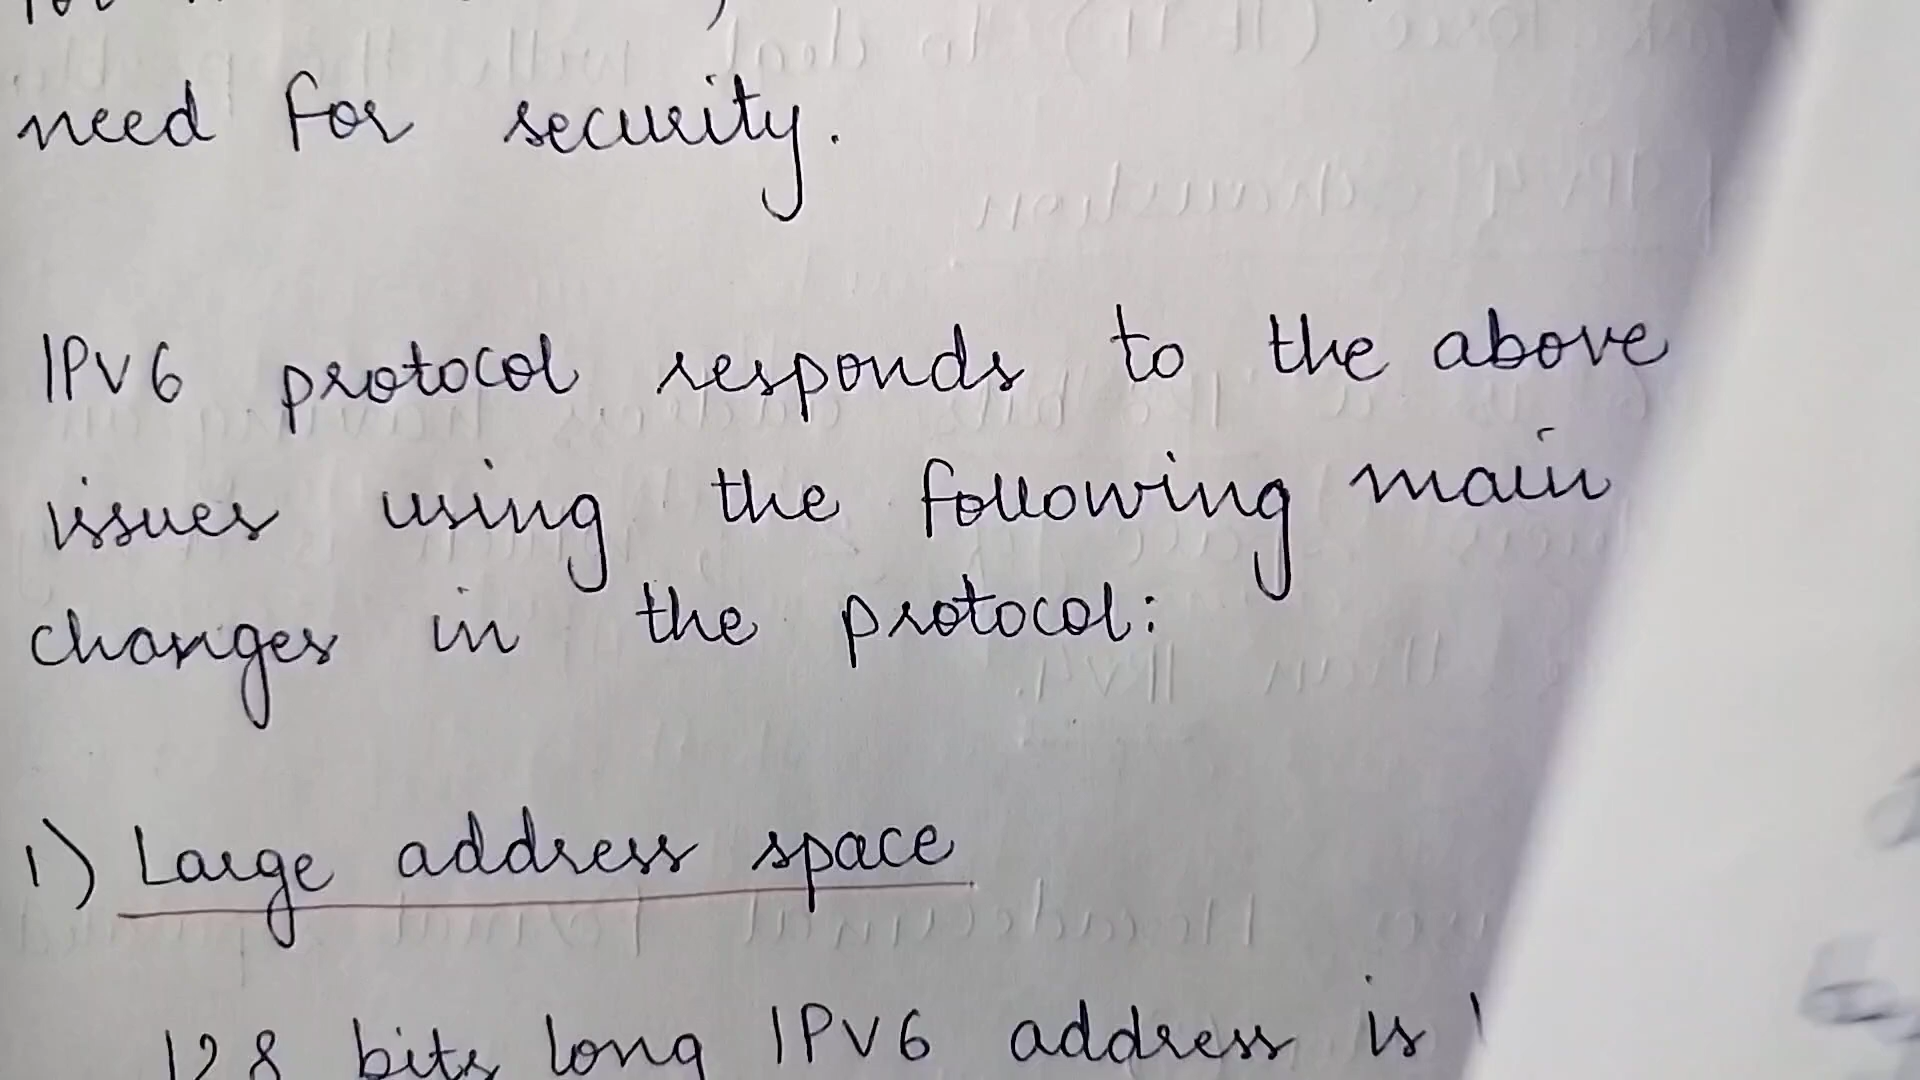 need for security.
IPV6 protocol responds to the above
issues using the following main
changes in the protocol:
1) Large address space
128 bits long IPV6 address is